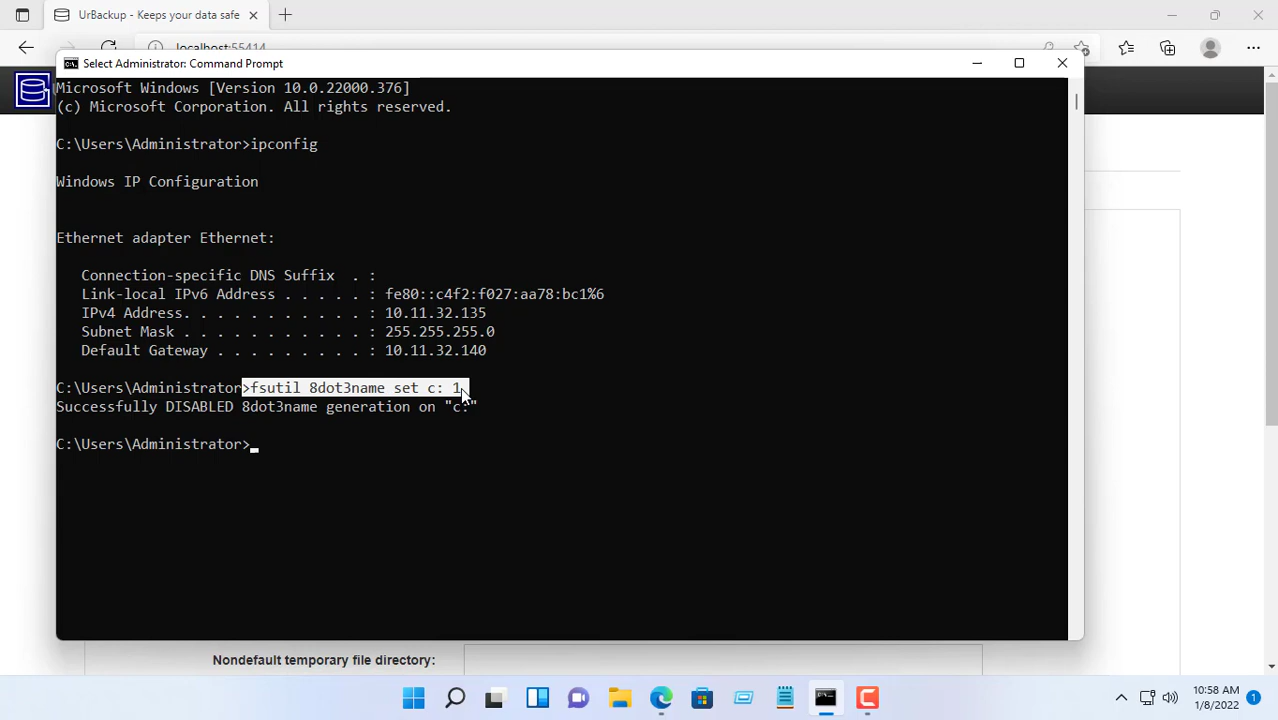 UrBackup - Keeps your data safe
localhost:55414
Select Administrator: Command Prompt
Microsoft Windows [Version 10.0.22000.376]
(c) Microsoft Corporation. All rights reserved.
C:\Users\Administrator>ipconfig
Windows IP Configuration
Ethernet adapter Ethernet:
Connection-specific DNS Suffix  . :
Link-local IPv6 Address . . . . . : fe80::c4f2:f027:aa78:bc1%6
IPv4 Address. . . . . . . . . . . : 10.11.32.135
Subnet Mask . . . . . . . . . . . : 255.255.255.0
Default Gateway . . . . . . . . . : 10.11.32.140
C:\Users\Administrator>fsutil 8dot3name set c: 1
Successfully DISABLED 8dot3name generation on "c:"
C:\Users\Administrator>
Nondefault temporary file directory:
10:58 AM
1/8/2022
1